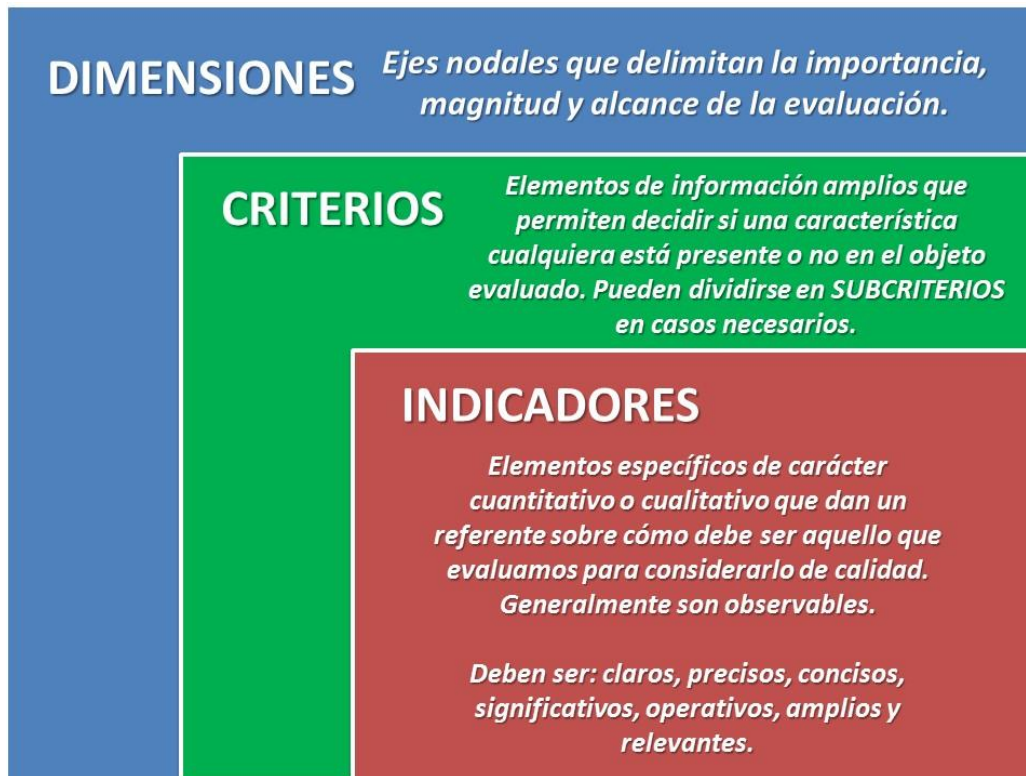 DIMENSIONES
Ejes nodales que delimitan la importancia,
magnitud y alcance de la evaluación.
CRITERIOS
Elementos de información amplios que
permiten decidir si una característica
cualquiera está presente o no en el objeto
evaluado. Pueden dividirse en SUBCRITERIOS
en casos necesarios.
INDICADORES
Elementos específicos de carácter
cuantitativo o cualitativo que dan un
referente sobre cómo debe ser aquello que
evaluamos para considerarlo de calidad.
Generalmente son observables.
Deben ser: claros, precisos, concisos,
significativos, operativos, amplios y
relevantes.